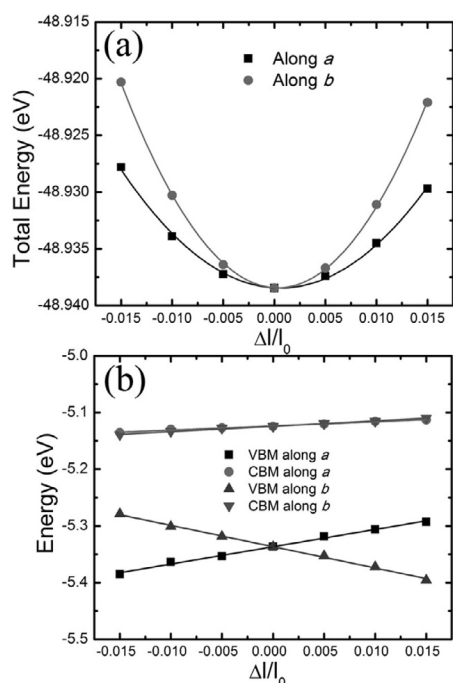 (a)
Along a
Along b
Total Energy (eV)
-48.915
-48.920
-48.925
-48.930
-48.935
-48.940
-0.015 -0.010 -0.005 0.000 0.005 0.010 0.015
Δl/l0
(b)
VBM along a
CBM along a
VBM along b
CBM along b
Energy (eV)
-5.0
-5.1
-5.2
-5.3
-5.4
-5.5
-0.015 -0.010 -0.005 0.000 0.005 0.010 0.015
Δl/l0